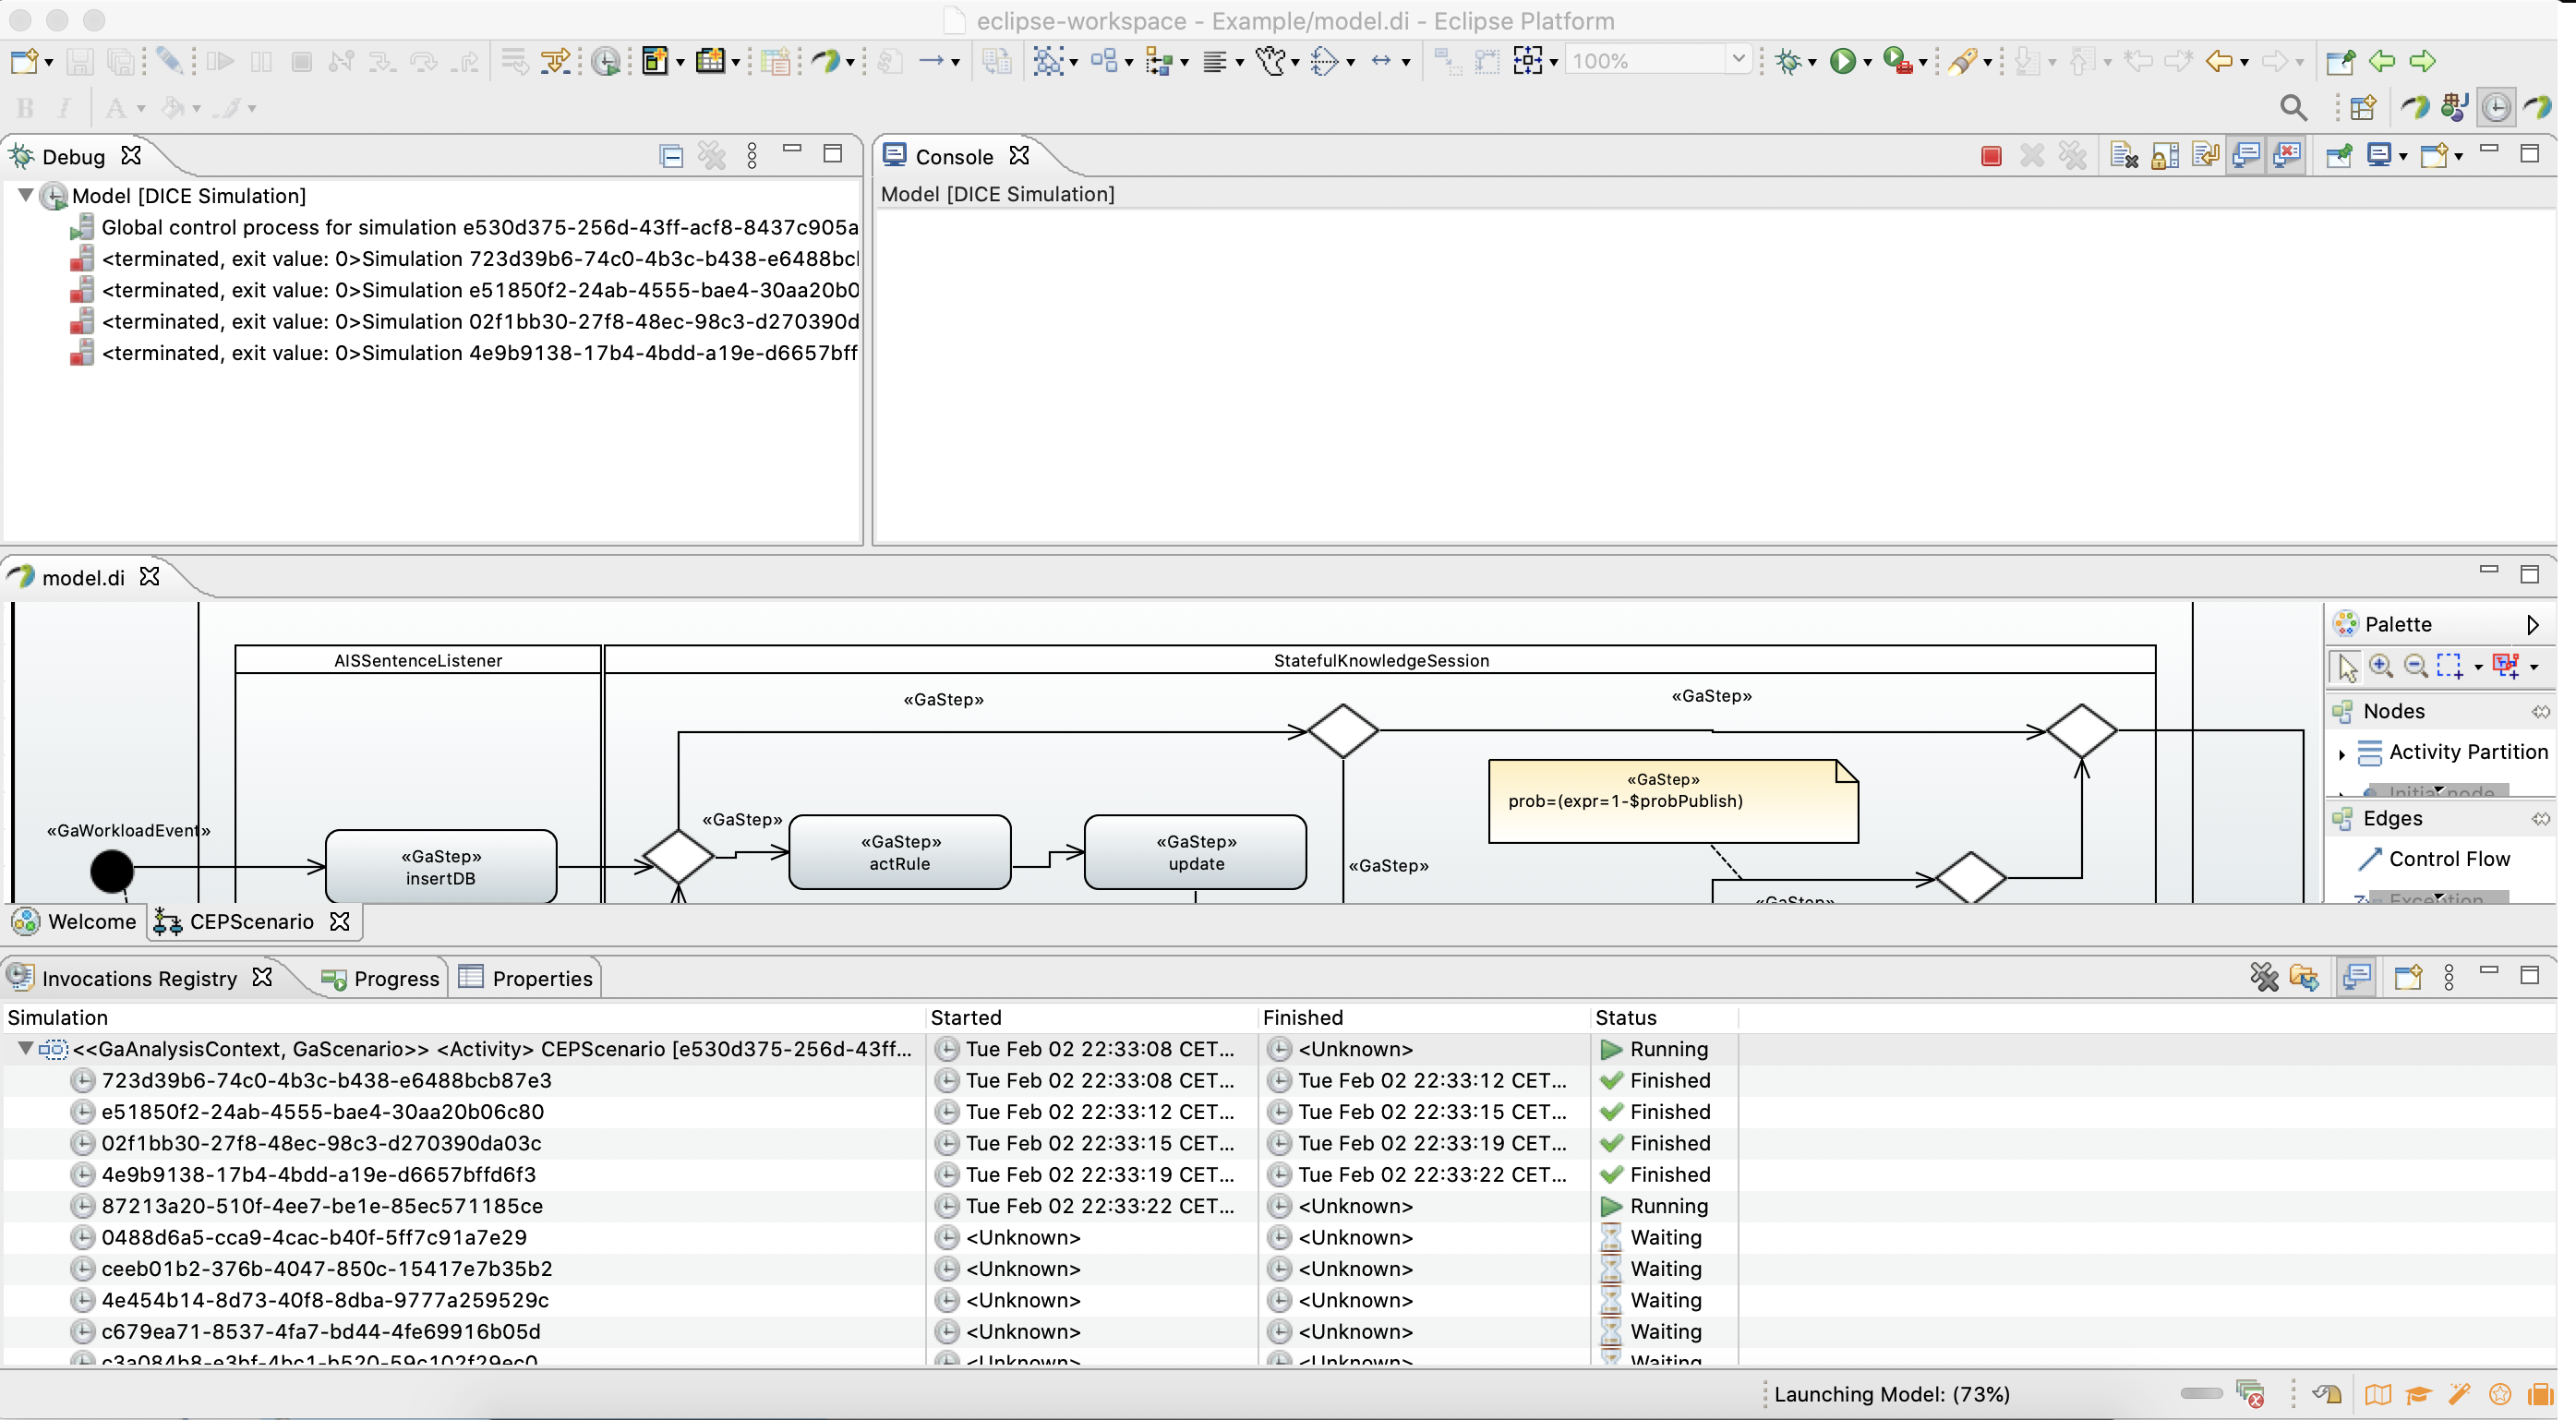 eclipse-workspace - Example/model.di - Eclipse Platform
100%
B I A
Debug
Model [DICE Simulation]
Global control process for simulation e530d375-256d-43ff-acf8-8437c905a
<terminated, exit value: 0>Simulation 723d39b6-74c0-4b3c-b438-e6488bcl
<terminated, exit value: 0>Simulation e51850f2-24ab-4555-bae4-30aa20b0
<terminated, exit value: 0>Simulation 02f1bb30-27f8-48ec-98c3-d270390d
<terminated, exit value: 0>Simulation 4e9b9138-17b4-4bdd-a19e-d6657bff
Console
Model [DICE Simulation]
model.di
AISSentenceListener
StatefulKnowledgeSession
«GaStep»
«GaStep»
«GaStep»
prob=(expr=1-$probPublish)
«GaWorkloadEvent»
«GaStep»
insertDB
«GaStep»
«GaStep»
actRule
«GaStep»
update
«GaStep»
«GaStep»
Palette
Nodes
Activity Partition
Initial node
Edges
Control Flow
Exception
Welcome
CEPScenario
Invocations Registry
Progress
Properties
Simulation Started Finished Status
<<GaAnalysisContext, GaScenario>> <Activity> CEPScenario [e530d375-256d-43ff... Tue Feb 02 22:33:08 CET... <Unknown> Running
723d39b6-74c0-4b3c-b438-e6488bcb87e3 Tue Feb 02 22:33:08 CET... Tue Feb 02 22:33:12 CET... Finished
e51850f2-24ab-4555-bae4-30aa20b06c80 Tue Feb 02 22:33:12 CET... Tue Feb 02 22:33:15 CET... Finished
02f1bb30-27f8-48ec-98c3-d270390da03c Tue Feb 02 22:33:15 CET... Tue Feb 02 22:33:19 CET... Finished
4e9b9138-17b4-4bdd-a19e-d6657bffd6f3 Tue Feb 02 22:33:19 CET... Tue Feb 02 22:33:22 CET... Finished
87213a20-510f-4ee7-be1e-85ec571185ce Tue Feb 02 22:33:22 CET... <Unknown> Running
0488d6a5-cca9-4cac-b40f-5ff7c91a7e29 <Unknown> <Unknown> Waiting
ceeb01b2-376b-4047-850c-15417e7b35b2 <Unknown> <Unknown> Waiting
4e454b14-8d73-40f8-8dba-9777a259529c <Unknown> <Unknown> Waiting
c679ea71-8537-4fa7-bd44-4fe69916b05d <Unknown> <Unknown> Waiting
c3a084b8-e3bf-4bc1-b520-59c102f29ec0 <Unknown> <Unknown> Waiting
Launching Model: (73%)